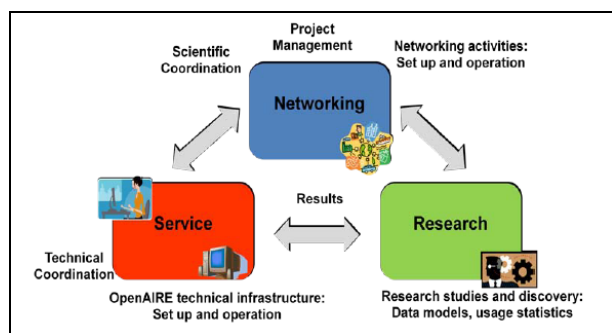 Project
Management
Scientific
Coordination
Networking activities:
Set up and operation
Networking
Results
Service
Research
Technical
Coordination
OpenAIRE technical infrastructure:
Set up and operation
Research studies and discovery:
Data models, usage statistics